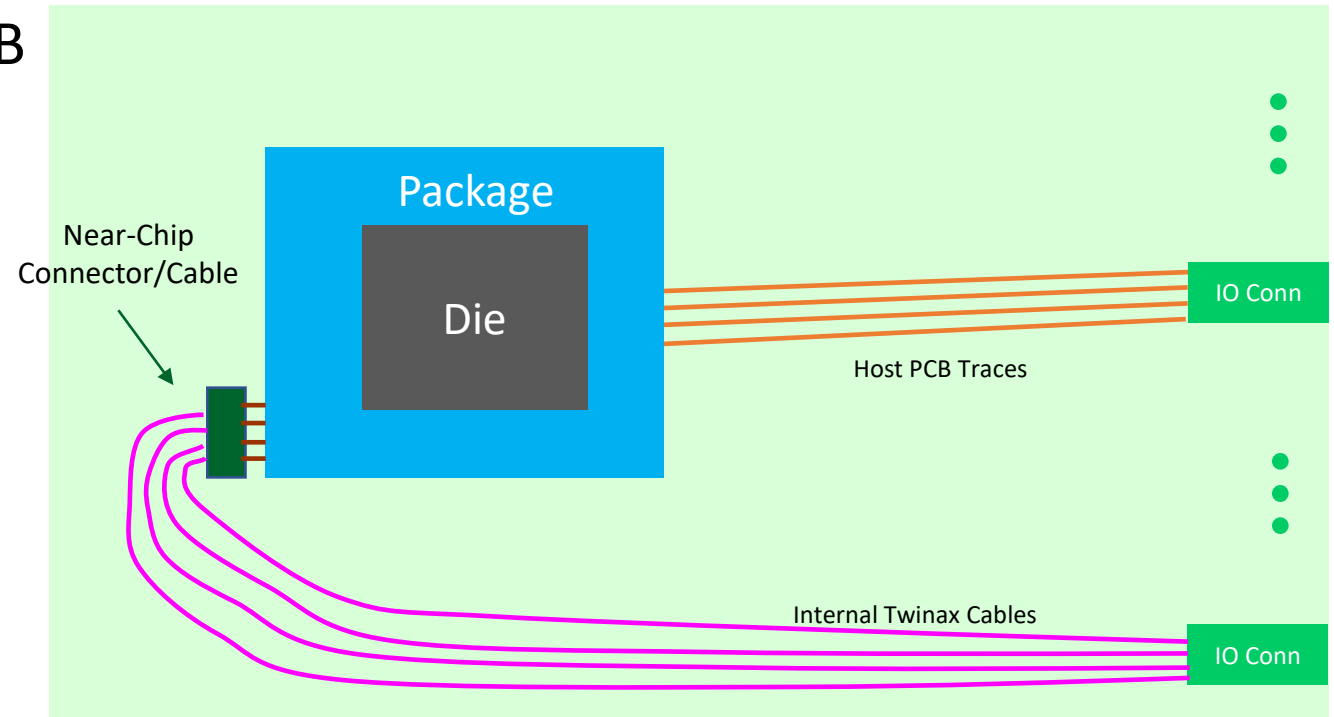 B
Package
Near-Chip
Connector/Cable
Die
IO Conn
Host PCB Traces
Internal Twinax Cables
IO Conn